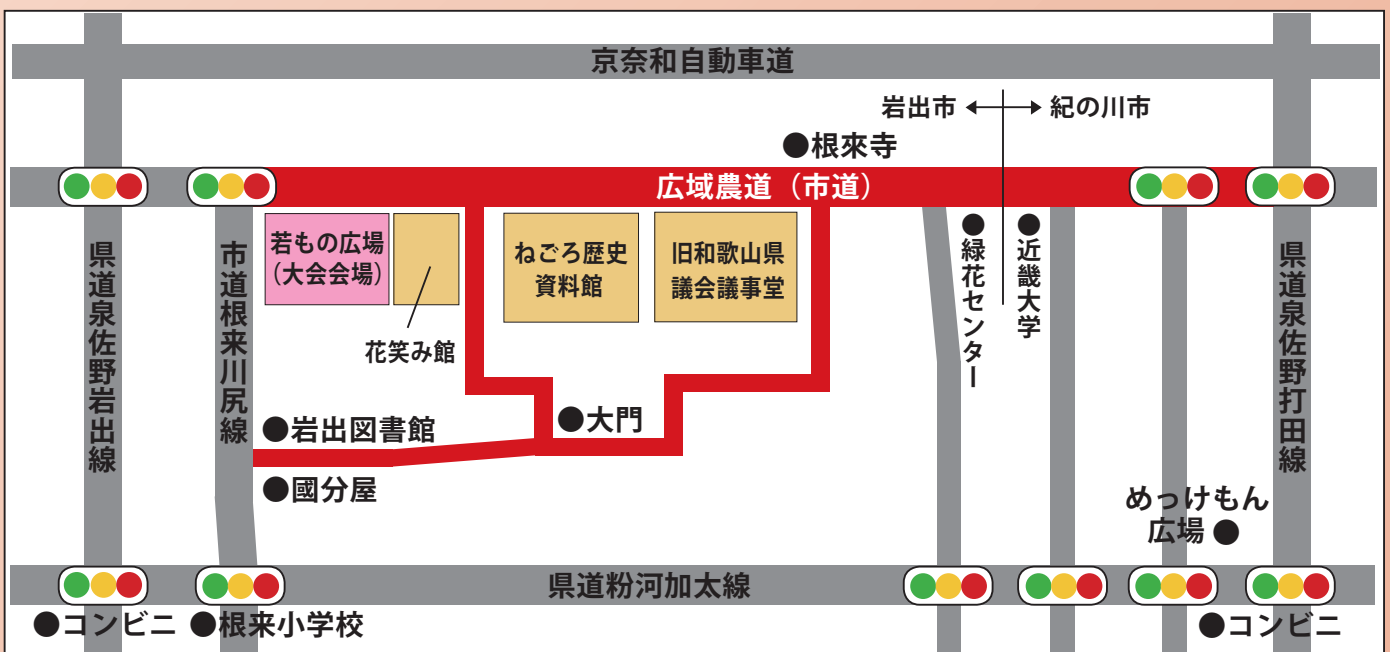 京奈和自動車道
岩出市
紀の川市
●根來寺
広域農道（市道）
県道泉佐野岩出線
市道根来川尻線
若もの広場
（大会会場）
花笑み館
ねごろ歴史
資料館
旧和歌山県
議会議事堂
●緑花センター
●近畿大学
県道泉佐野打田線
●大門
●岩出図書館
●國分屋
めっけもん
広場●
県道粉河加太線
●コンビニ
●根来小学校
●コンビニ